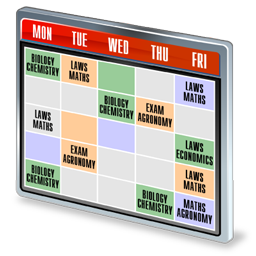 MON TUE WED THU FRI
BIOLOGY
CHEMISTRY
LAWS
MATHS
LAWS
MATHS
BIOLOGY
CHEMISTRY
EXAM
AGRONOMY
LAWS
MATHS
LAWS
ECONOMICS
EXAM
AGRONOMY
LAWS
MATHS
BIOLOGY
CHEMISTRY
BIOLOGY
CHEMISTRY
MATHS
AGRONOMY